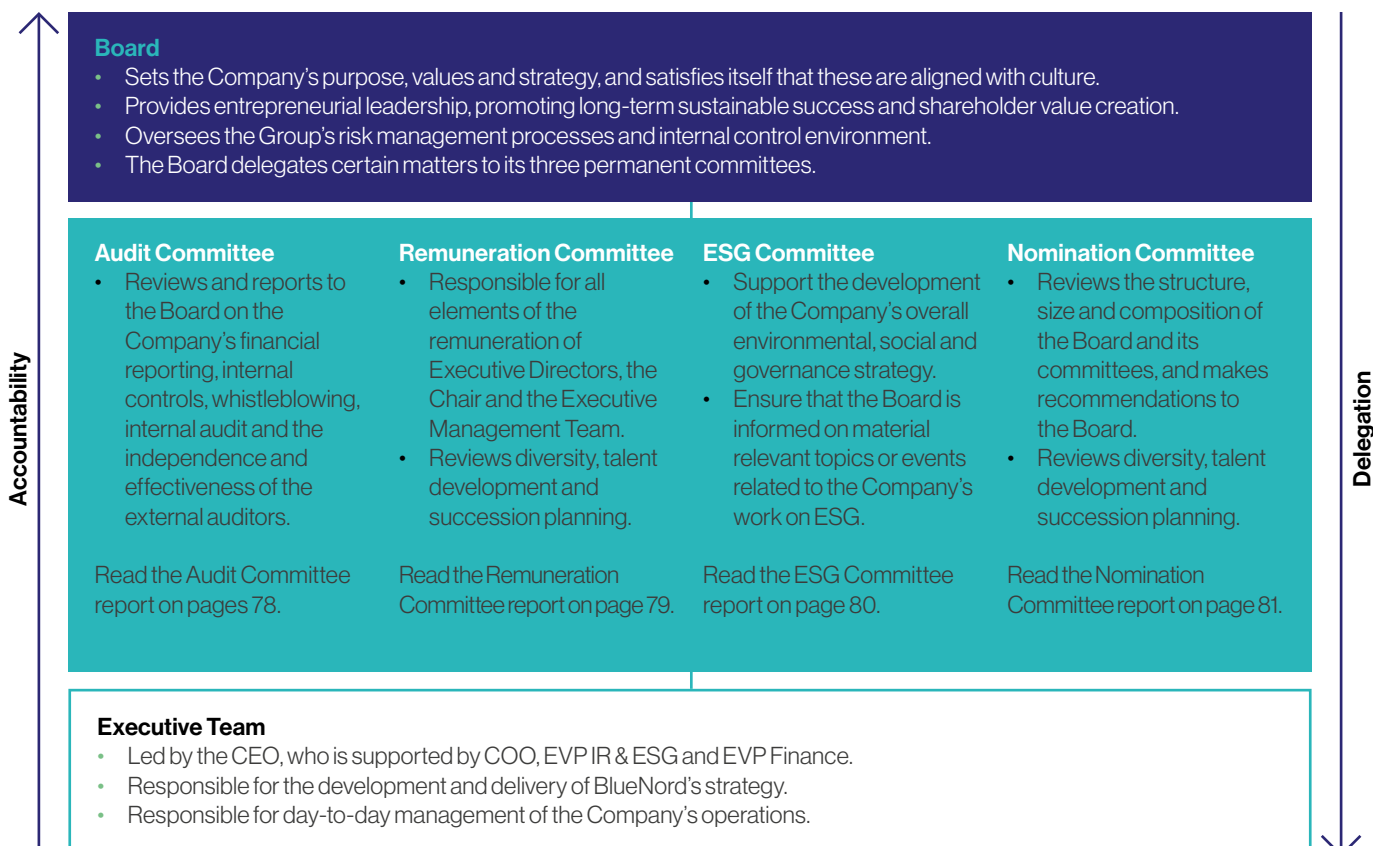 Board
• Sets the Company's purpose, values and strategy, and satisfies itself that these are aligned with culture.
• Provides entrepreneurial leadership, promoting long-term sustainable success and shareholder value creation.
• Oversees the Group's risk management processes and internal control environment.
• The Board delegates certain matters to its three permanent committees.
Audit Committee
• Reviews and reports to
the Board on the
Company's financial
reporting, internal
controls, whistleblowing,
internal audit and the
independence and
effectiveness of the
external auditors.
Read the Audit Committee
report on pages 78.
Remuneration Committee
• Responsible for all
elements of the
remuneration of
Executive Directors, the
Chair and the Executive
Management Team.
• Reviews diversity, talent
development and
succession planning.
Read the Remuneration
Committee report on page 79.
ESG Committee
• Support the development
of the Company's overall
environmental, social and
governance strategy.
• Ensure that the Board is
informed on material
relevant topics or events
related to the Company's
work on ESG.
Read the ESG Committee
report on page 80.
Nomination Committee
• Reviews the structure,
size and composition of
the Board and its
committees, and makes
recommendations to
the Board.
• Reviews diversity, talent
development and
succession planning.
Read the Nomination
Committee report on page 81.
Executive Team
• Led by the CEO, who is supported by COO, EVP IR & ESG and EVP Finance.
• Responsible for the development and delivery of BlueNord's strategy.
• Responsible for day-to-day management of the Company's operations.
Accountability
Delegation